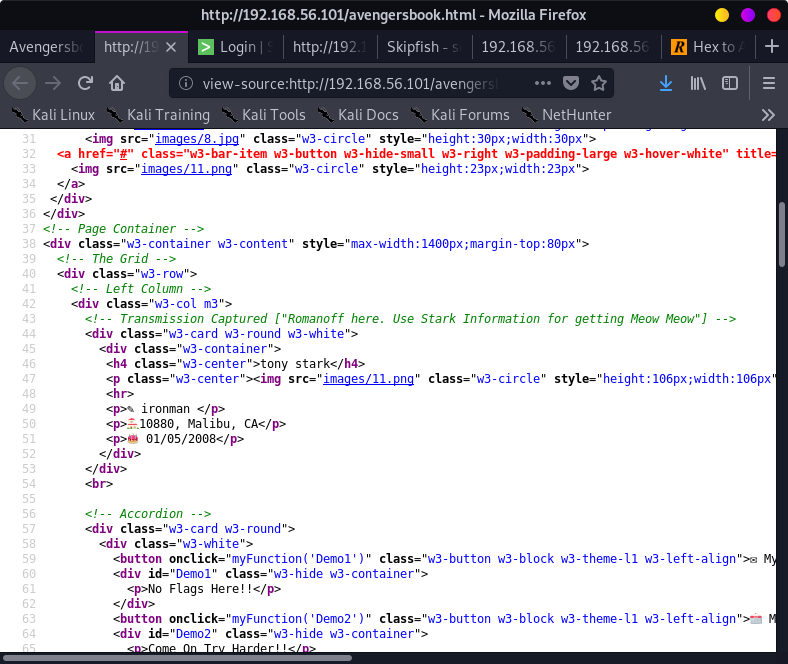 http://192.168.56.101/avengersbook.html - Mozilla Firefox
Avengersb http://19 Login | S http://192.1 Skipfish - s 192.168.56 192.168.56 Hex to A
view-source:http://192.168.56.101/avengersb
Kali Linux Kali Training Kali Tools Kali Docs Kali Forums NetHunter
31 <img src="images/8.jpg" class="w3-circle" style="height:30px;width:30px">
32 <a href="#" class="w3-bar-item w3-button w3-hide-small w3-right w3-padding-large w3-hover-white" title=
33 <img src="images/11.png" class="w3-circle" style="height:23px;width:23px">
34 </a>
35 </div>
36 </div>
37 <!-- Page Container -->
38 <div class="w3-container w3-content" style="max-width:1400px;margin-top:80px">
39 <!-- The Grid -->
40 <div class="w3-row">
41 <!-- Left Column -->
42 <div class="w3-col m3">
43 <!-- Transmission Captured ["Romanoff here. Use Stark Information for getting Meow Meow"] -->
44 <div class="w3-card w3-round w3-white">
45 <div class="w3-container">
46 <h4 class="w3-center">tony stark</h4>
47 <p class="w3-center"><img src="images/11.png" class="w3-circle" style="height:106px;width:106px"
48 <hr>
49 <p>✎ ironman </p>
50 <p>🏝10880, Malibu, CA</p>
51 <p>🎂 01/05/2008</p>
52 </div>
53 </div>
54 <br>
55
56 <!-- Accordion -->
57 <div class="w3-card w3-round">
58 <div class="w3-white">
59 <button onclick="myFunction('Demo1')" class="w3-button w3-block w3-theme-l1 w3-left-align">✉ My
60 <div id="Demo1" class="w3-hide w3-container">
61 <p>No Flags Here!!</p>
62 </div>
63 <button onclick="myFunction('Demo2')" class="w3-button w3-block w3-theme-l1 w3-left-align">📅 M
64 <div id="Demo2" class="w3-hide w3-container">
65 <p>Come On Try Harder!!</p>